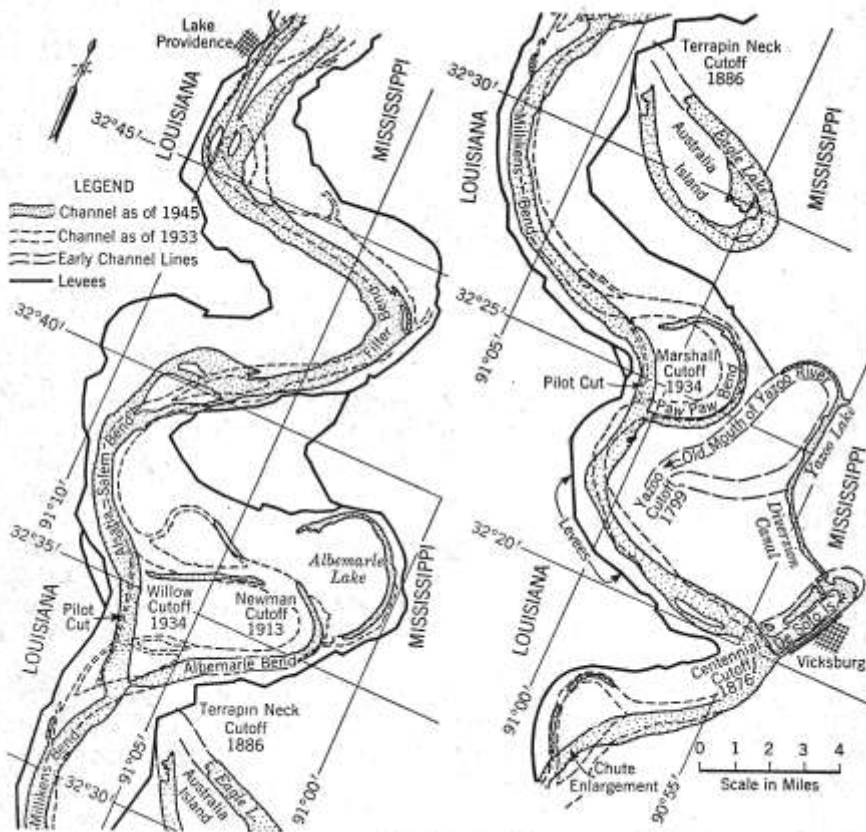 Lake
Providence
LOUISIANA
MISSISSIPPI
32°45'
LEGEND
Channel as of 1945
Channel as of 1933
Early Channel Lines
Levees
32°40'
Filter Bend
Salem Bend
91°10'
32°35'
LOUISIANA
Pilot
Cut
Willow
Cutoff
1934
Newman
Cutoff
1913
Albemarle
Lake
MISSISSIPPI
Albemarle Bend
Millikens Bend
91°05'
32°30'
Terrapin Neck
Cutoff
1886
Australia
Island
Eagle L.
91°00'
32°30'
Terrapin Neck
Cutoff
1886
LOUISIANA
Millikens
Bend
Australia
Island
Eagle Lake
MISSISSIPPI
32°25'
91°05'
Pilot Cut
Marshall
Cutoff
1934
Paw Paw Bend
Old Mouth of Yazoo River
Yazoo
Cutoff
1799
MISSISSIPPI
Yazoo Lake
Diversion
Canal
Levees
32°20'
LOUISIANA
De Soto Is.
Vicksburg
Centennial
Cutoff
1876
91°00'
Chute
Enlargement
90°55'
0 1 2 3 4
Scale in Miles